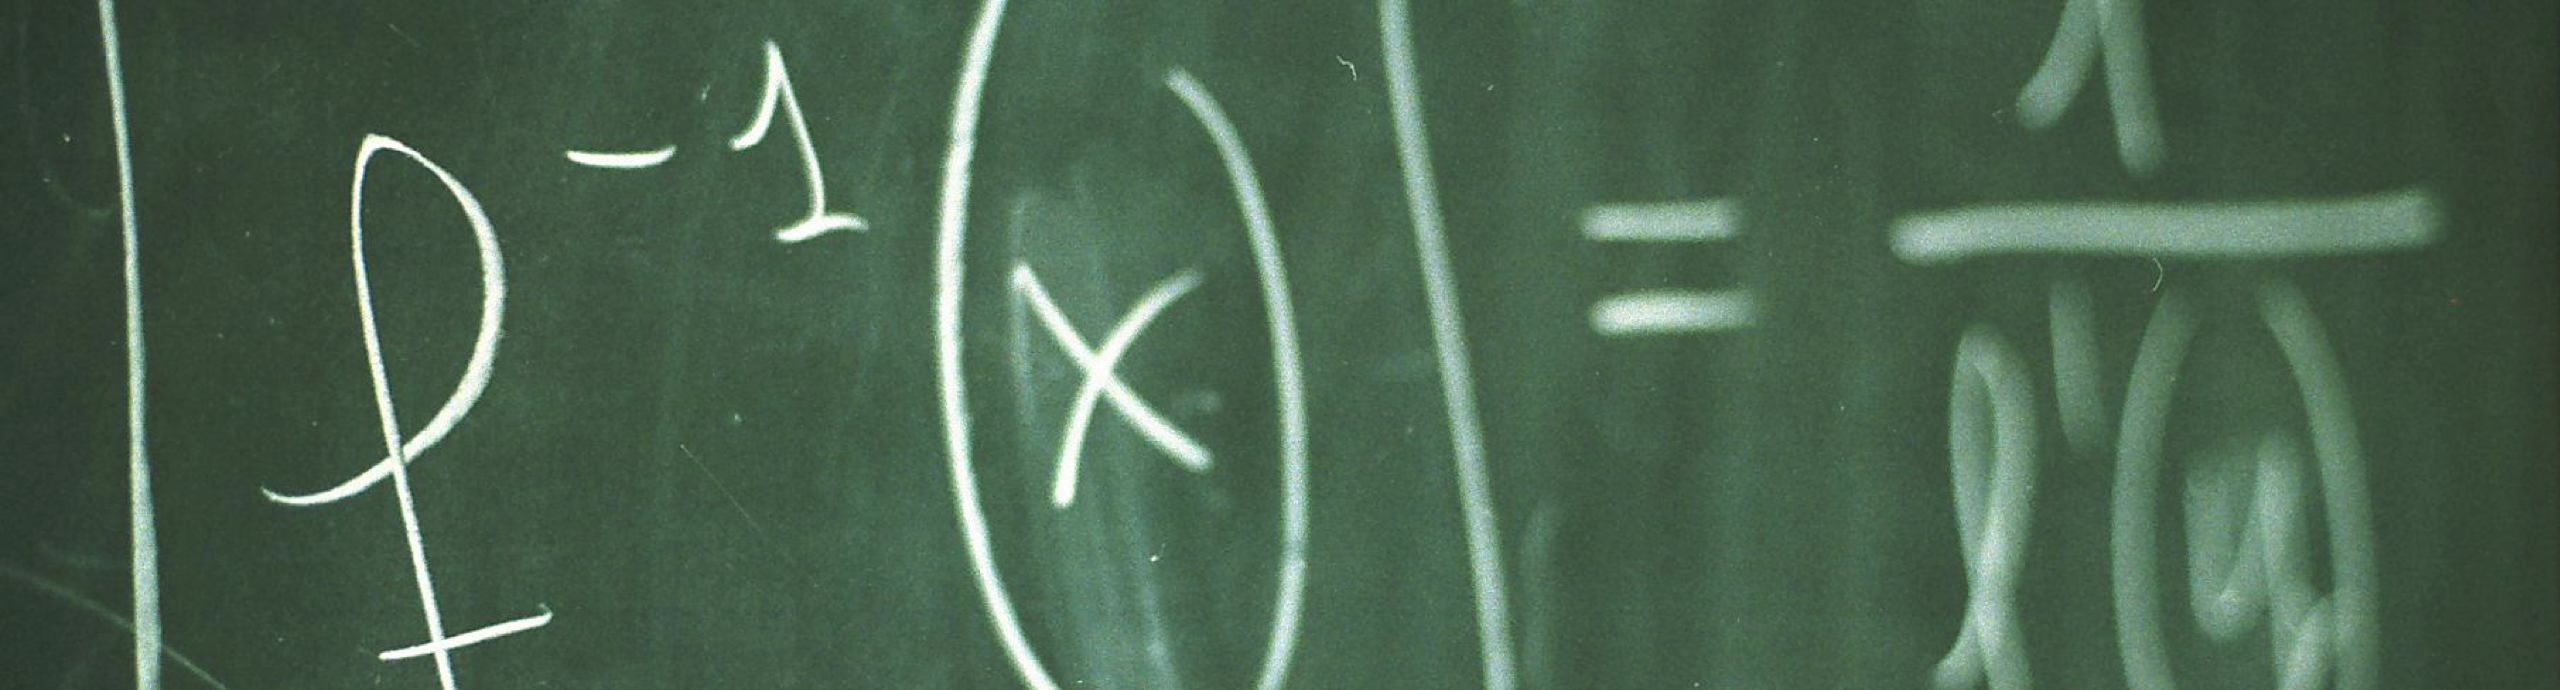 | f⁻¹(x) | = 1 / f'(y)